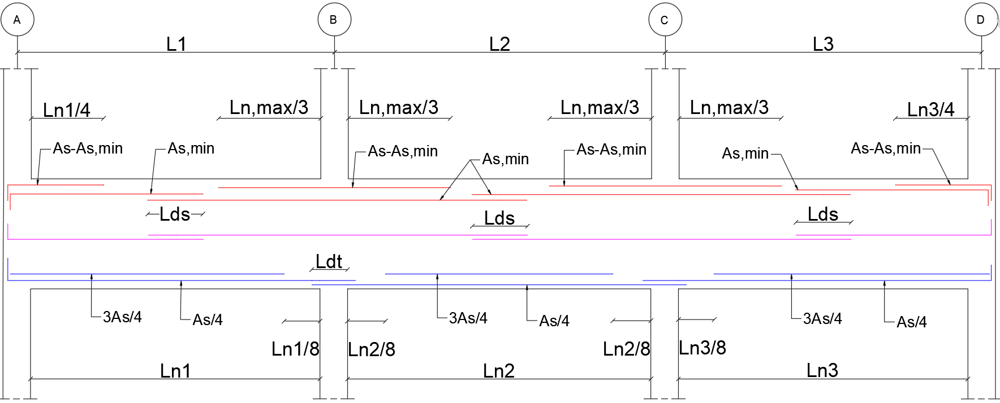 A B C D
L1 L2 L3
Ln1/4 Ln,max/3 Ln,max/3 Ln,max/3 Ln,max/3 Ln3/4
As-As,min As,min As-As,min As,min As-As,min As,min As-As,min
Lds Lds Lds
Ldt
3As/4 As/4 3As/4 As/4 3As/4 As/4
Ln1/8 Ln2/8 Ln2/8 Ln3/8
Ln1 Ln2 Ln3